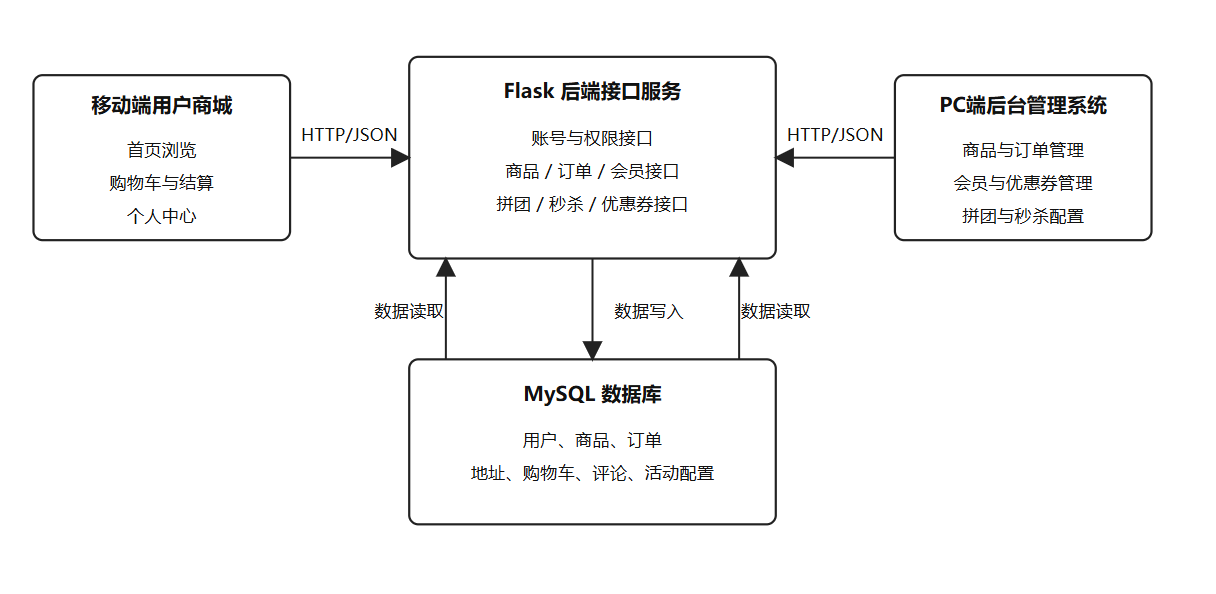 移动端用户商城
首页浏览
购物车与结算
个人中心
HTTP/JSON
Flask 后端接口服务
账号与权限接口
商品 / 订单 / 会员接口
拼团 / 秒杀 / 优惠券接口
HTTP/JSON
PC端后台管理系统
商品与订单管理
会员与优惠券管理
拼团与秒杀配置
数据读取
数据写入
数据读取
MySQL 数据库
用户、商品、订单
地址、购物车、评论、活动配置